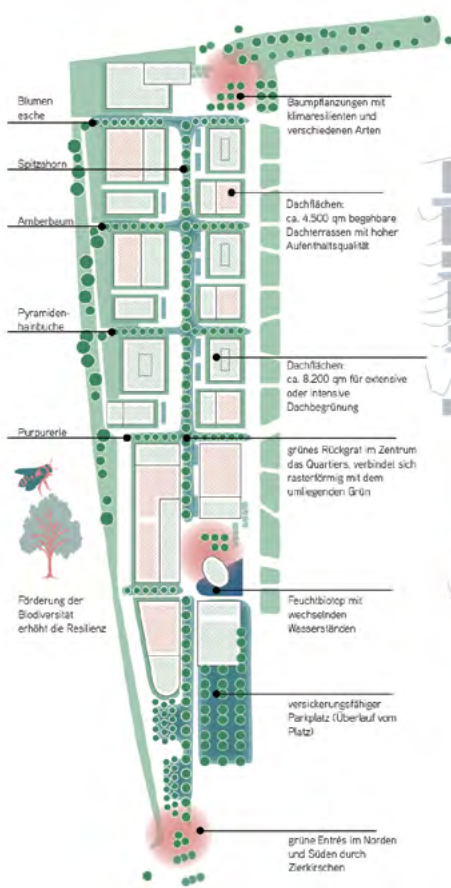 Blumen
esche
Spitzahorn
Amberbaum
Pyramiden-
hainbuche
Purpurerle
Förderung der
Biodiversität
erhöht die Resilienz
Baumpflanzungen mit
klimaresilienten und
verschiedenen Arten
Dachflächen:
ca. 4.500 qm begehbare
Dachterrassen mit hoher
Aufenthaltsqualität
Dachflächen:
ca. 8.200 qm für extensive
oder intensive
Dachbegrünung
grünes Rückgrat im Zentrum
das Quartiers, verbindet sich
rasterförmig mit dem
umliegenden Grün
Feuchtbiotop mit
wechselnden
Wasserständen
versickerungsfähiger
Parkplatz (Überlauf vom
Platz)
grüne Entrés im Norden
und Süden durch
Zierkirschen